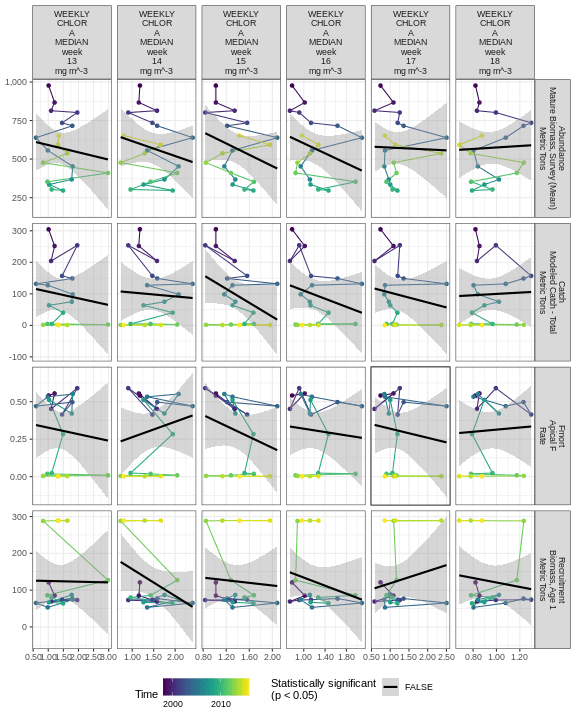 WEEKLY CHLOR A MEDIAN week 13 mg m^-3
WEEKLY CHLOR A MEDIAN week 14 mg m^-3
WEEKLY CHLOR A MEDIAN week 15 mg m^-3
WEEKLY CHLOR A MEDIAN week 16 mg m^-3
WEEKLY CHLOR A MEDIAN week 17 mg m^-3
WEEKLY CHLOR A MEDIAN week 18 mg m^-3
1,000
750
500
250
Abundance
Mature Biomass, Survey (Mean)
Metric Tons
300
200
100
0
-100
Catch
Modeled Catch - Total
Metric Tons
0.50
0.25
0.00
Fmort
Apical F
Rate
300
200
100
0
Recruitment
Biomass, Age 1
Metric Tons
0.50 1.00 1.50 2.00 2.50 3.00
1.00 1.50 2.00
0.80 1.20 1.60 2.00
1.00 1.40 1.80
0.50 1.00 1.50 2.00 2.50
0.80 1.00 1.20
Time
2000 2010
Statistically significant
(p < 0.05)
FALSE